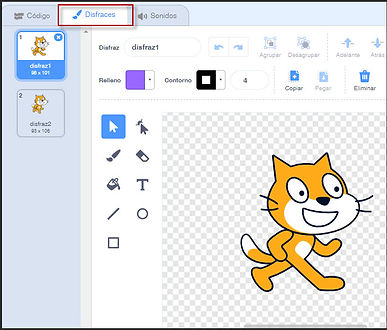 Código Disfraces Sonidos
1
disfraz1
96 x 101
2
disfraz2
93 x 106
Disfraz disfraz1 Agrupar Desagrupar Adelante Atrás
Relleno Contorno 4 Copiar Pegar Eliminar
T